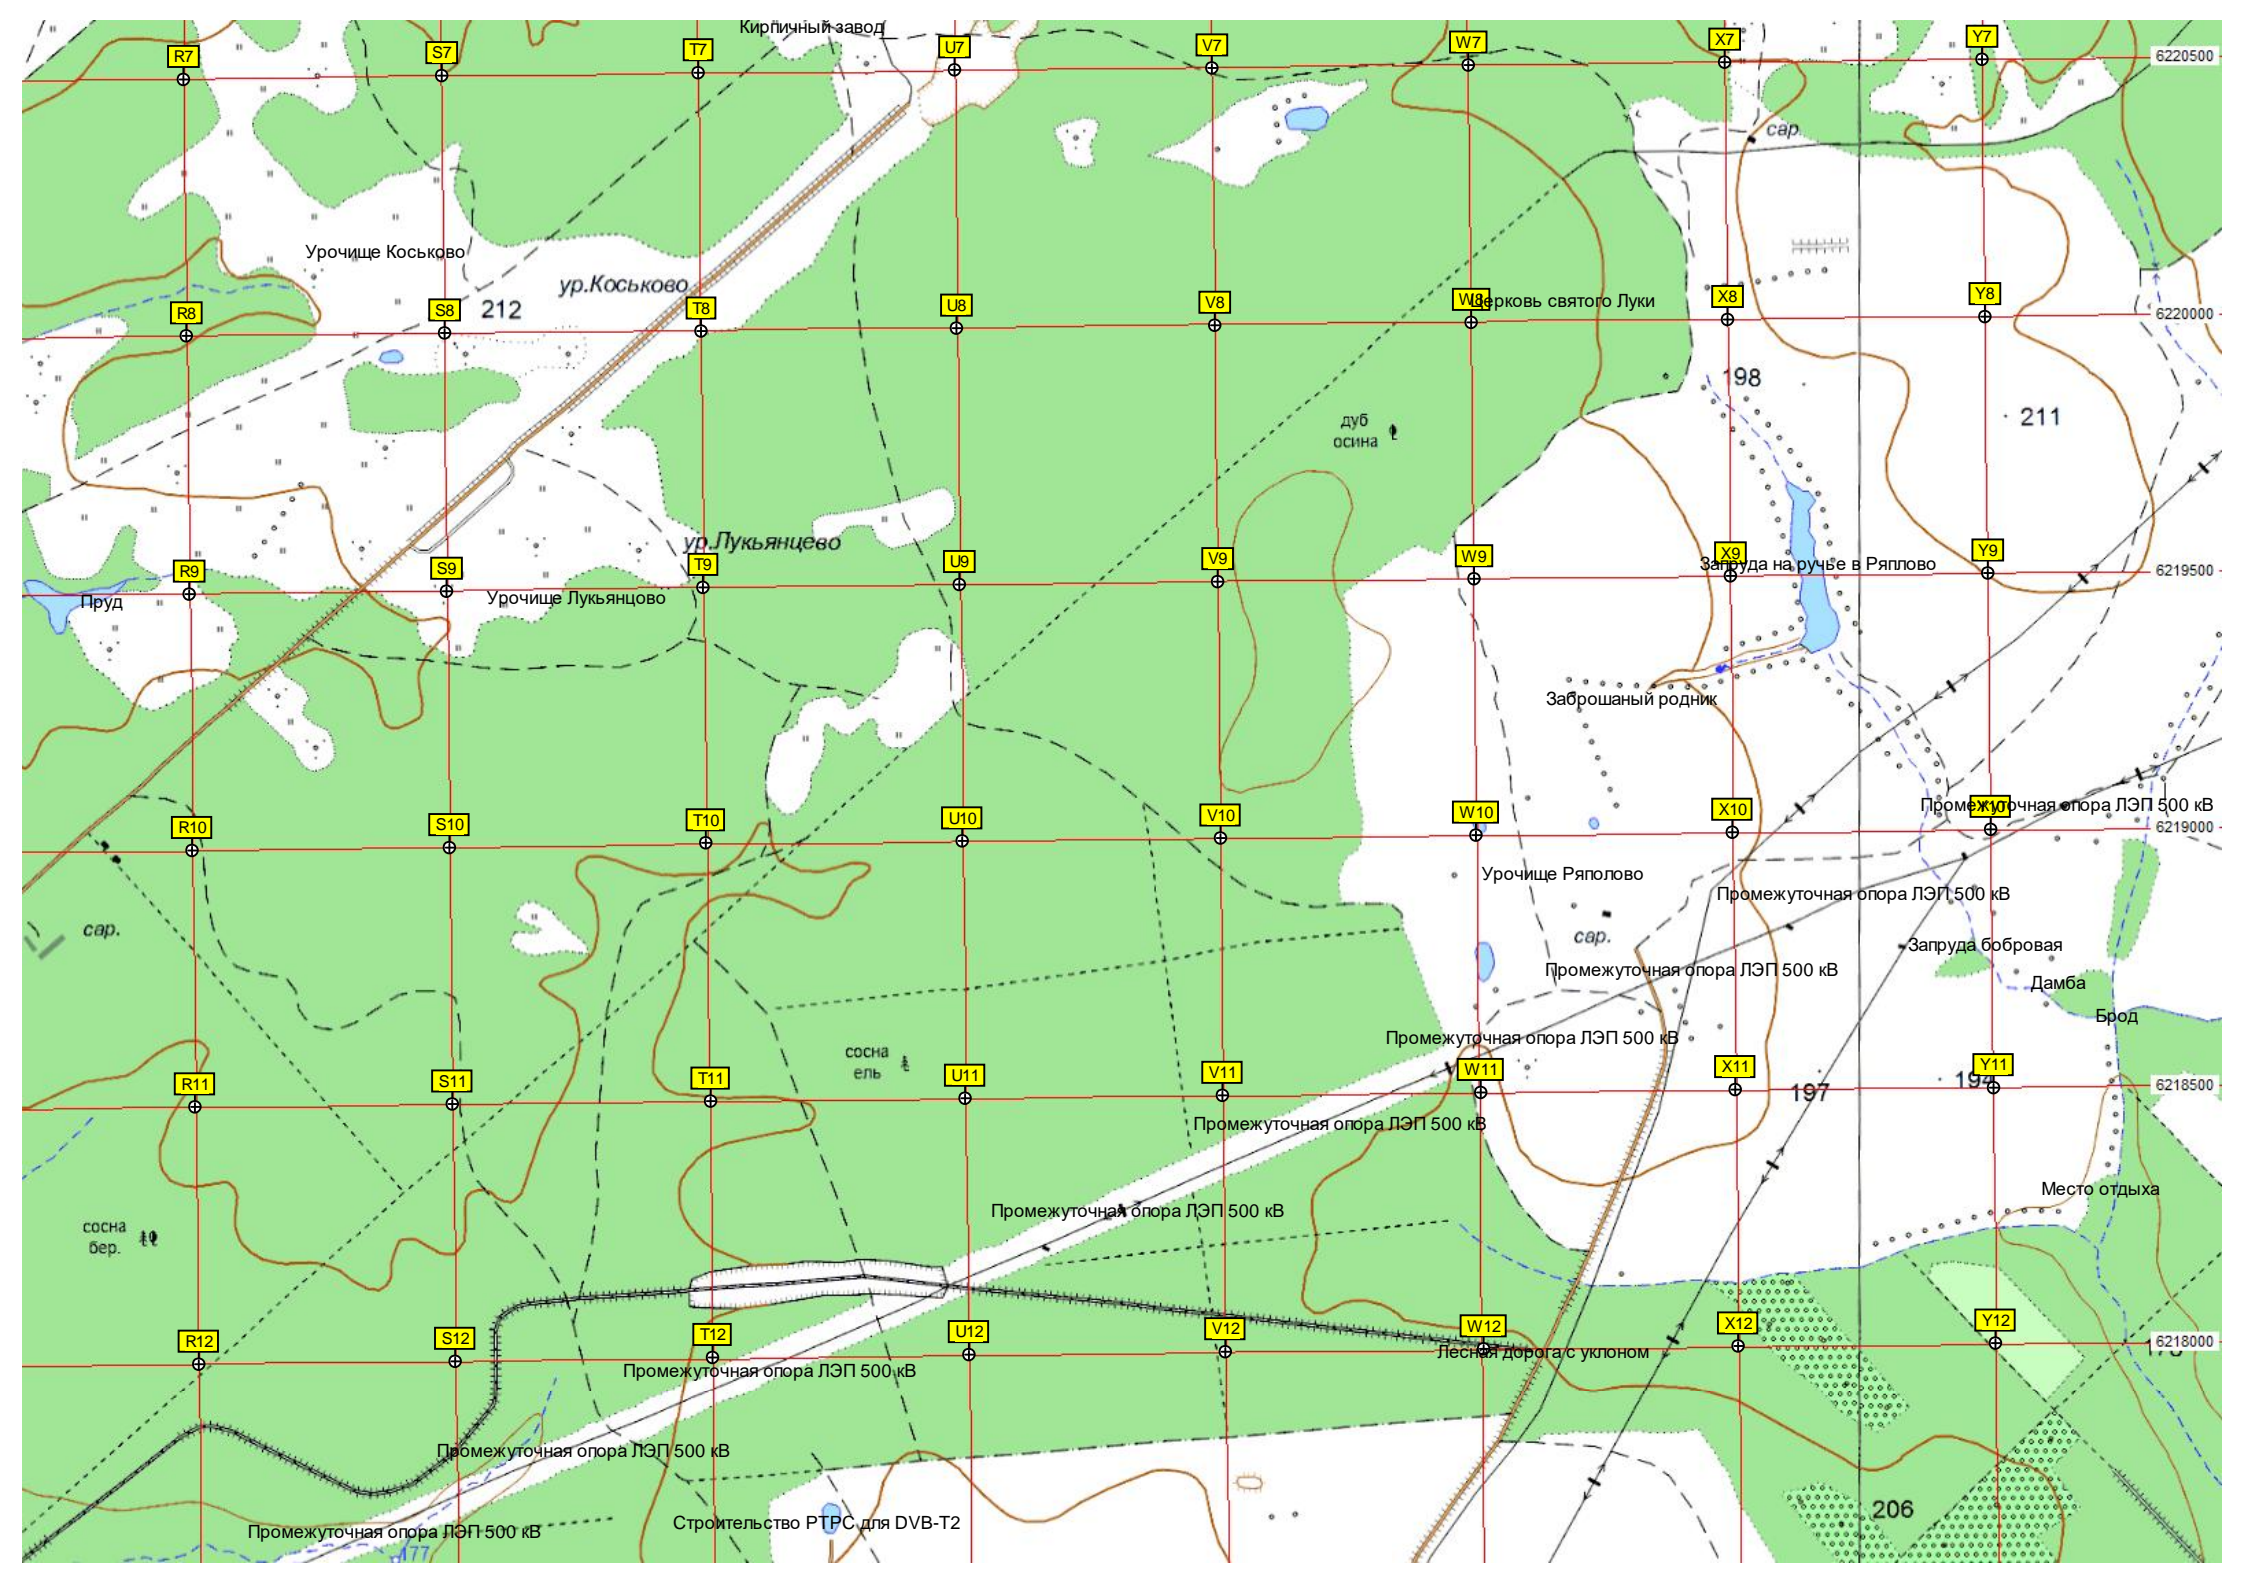 Кирпичный завод
R7
S7
T7
U7
V7
W7
X7
Y7
6220500
сар.
Урочище Коськово
ур.Коськово
R8
S8
212
T8
U8
V8
W8
Церковь святого Луки
X8
Y8
6220000
198
211
дуб
осина
ур.Лукьянцево
R9
S9
T9
U9
V9
W9
X9
Y9
6219500
Запруда на ручье в Ряплово
Пруд
Урочище Лукьянцово
Заброшаный родник
R10
S10
T10
U10
V10
W10
X10
Y10
Промежуточная опора ЛЭП 500 кВ
6219000
Урочище Ряполово
Промежуточная опора ЛЭП 500 кВ
сар.
сар.
Запруда бобровая
Промежуточная опора ЛЭП 500 кВ
Дамба
Брод
Промежуточная опора ЛЭП 500 кВ
сосна
ель
R11
S11
T11
U11
V11
W11
X11
197
194
Y11
6218500
Промежуточная опора ЛЭП 500 кВ
Место отдыха
Промежуточная опора ЛЭП 500 кВ
сосна
бер.
R12
S12
T12
U12
V12
W12
X12
Y12
6218000
Лесная дорога с уклоном
Промежуточная опора ЛЭП 500 кВ
Промежуточная опора ЛЭП 500 кВ
206
Строительство РТРС для DVB-T2
Промежуточная опора ЛЭП 500 кВ
177